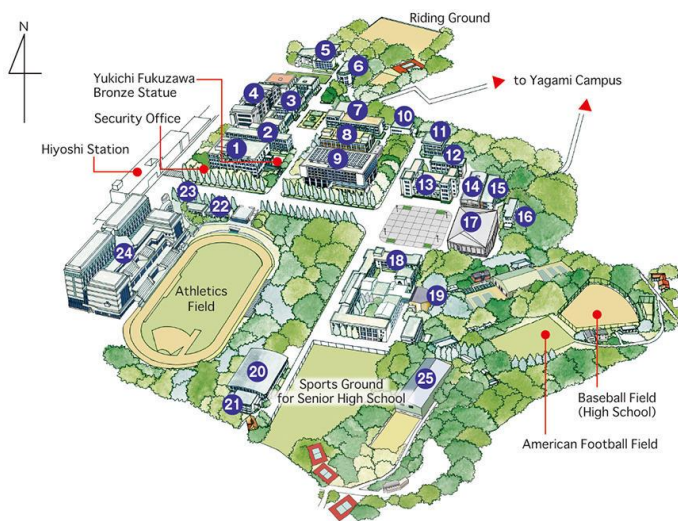 N
Riding Ground
5
6
Yukichi Fukuzawa
Bronze Statue
to Yagami Campus
4
3
Security Office
7
10
2
8
11
Hiyoshi Station
1
9
12
13
14
15
23
22
16
17
24
18
Athletics
Field
19
20
Sports Ground
for Senior High School
25
21
Baseball Field
(High School)
American Football Field